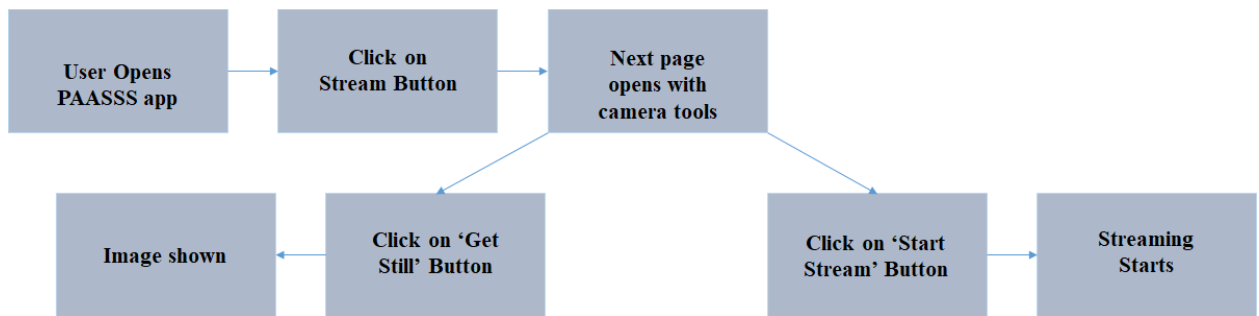 User Opens
PAASSS app
Click on
Stream Button
Next page
opens with
camera tools
Image shown
Click on ‘Get
Still’ Button
Click on ‘Start
Stream’ Button
Streaming
Starts